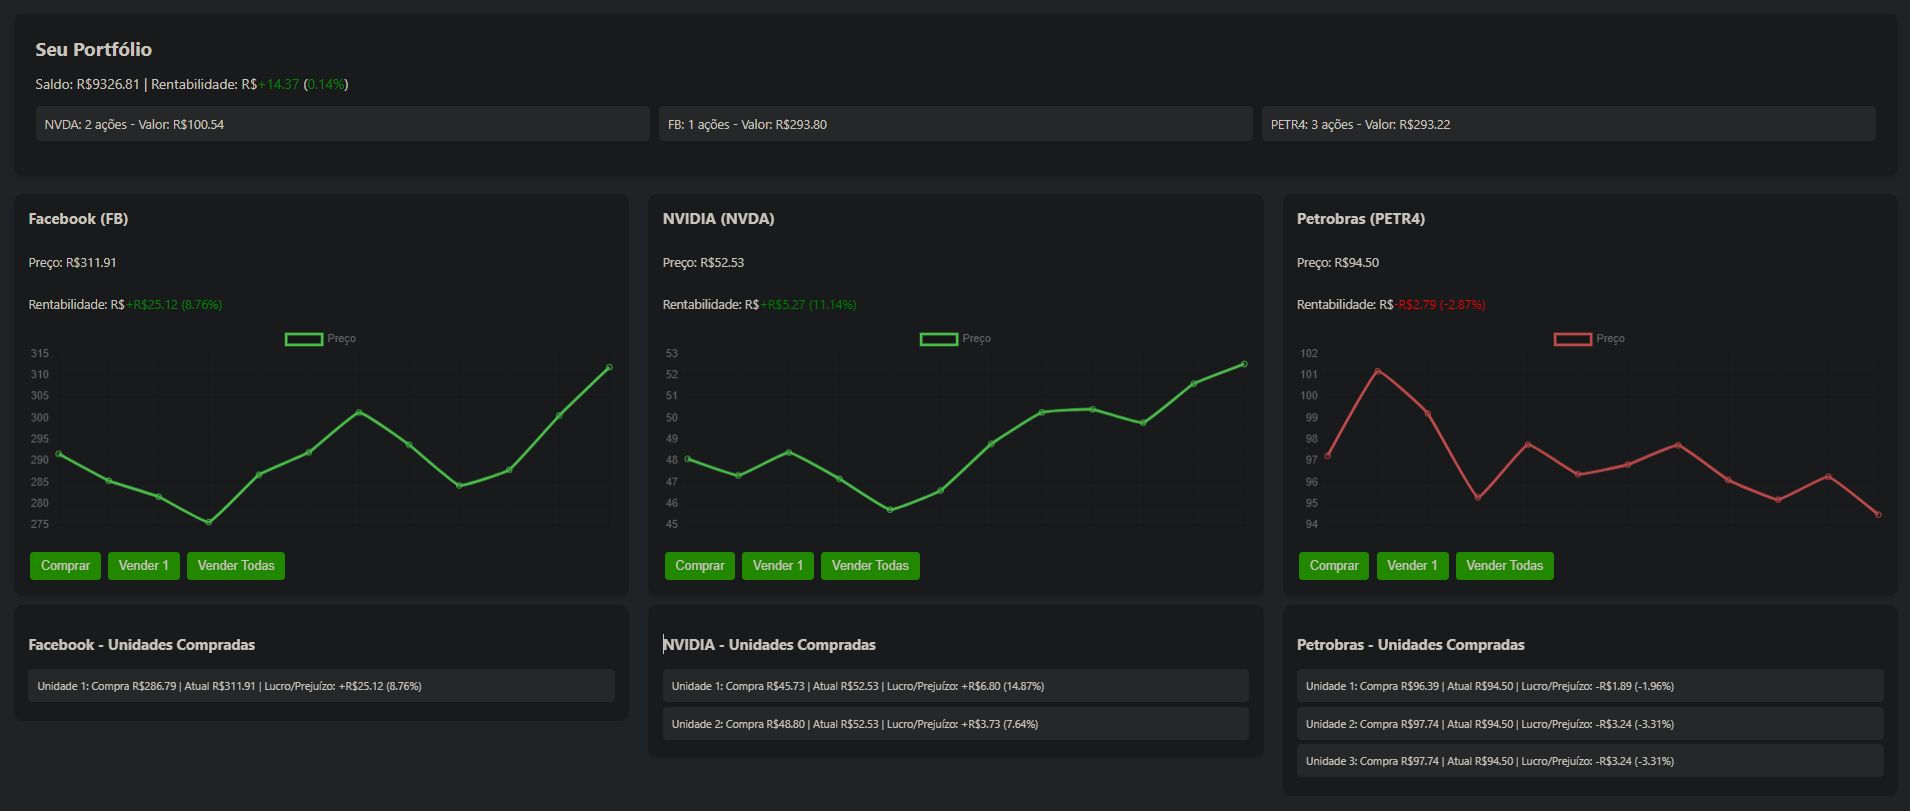 Seu Portfólio
Saldo: R$9326.81 | Rentabilidade: R$+14.37 (0.14%)
NVDA: 2 ações - Valor: R$100.54
FB: 1 ações - Valor: R$293.80
PETR4: 3 ações - Valor: R$293.22
Facebook (FB)
Preço: R$311.91
Rentabilidade: R$+R$25.12 (8.76%)
Preço
315
310
305
300
295
290
285
280
275
Comprar
Vender 1
Vender Todas
Facebook - Unidades Compradas
Unidade 1: Compra R$286.79 | Atual R$311.91 | Lucro/Prejuízo: +R$25.12 (8.76%)
NVIDIA (NVDA)
Preço: R$52.53
Rentabilidade: R$+R$5.27 (11.14%)
Preço
53
52
51
50
49
48
47
46
45
Comprar
Vender 1
Vender Todas
NVIDIA - Unidades Compradas
Unidade 1: Compra R$45.73 | Atual R$52.53 | Lucro/Prejuízo: +R$6.80 (14.87%)
Unidade 2: Compra R$48.80 | Atual R$52.53 | Lucro/Prejuízo: +R$3.73 (7.64%)
Petrobras (PETR4)
Preço: R$94.50
Rentabilidade: R$-R$2.79 (-2.87%)
Preço
102
101
100
99
98
97
96
95
94
Comprar
Vender 1
Vender Todas
Petrobras - Unidades Compradas
Unidade 1: Compra R$96.39 | Atual R$94.50 | Lucro/Prejuízo: -R$1.89 (-1.96%)
Unidade 2: Compra R$97.74 | Atual R$94.50 | Lucro/Prejuízo: -R$3.24 (-3.31%)
Unidade 3: Compra R$97.74 | Atual R$94.50 | Lucro/Prejuízo: -R$3.24 (-3.31%)